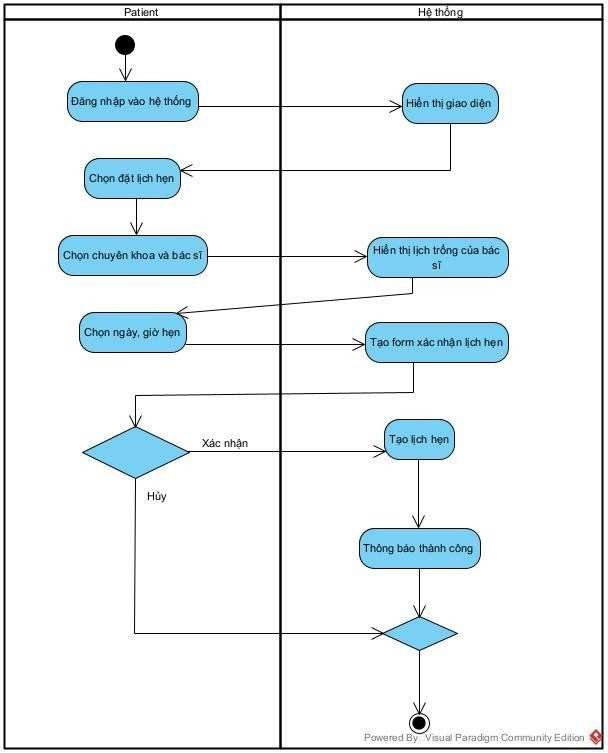 Patient
Hệ thống
Đăng nhập vào hệ thống
Hiển thị giao diện
Chọn đặt lịch hẹn
Chọn chuyên khoa và bác sĩ
Hiển thị lịch trống của bác
sĩ
Chọn ngày, giờ hẹn
Tạo form xác nhận lịch hẹn
Xác nhận
Tạo lịch hẹn
Hủy
Thông báo thành công
Powered By Visual Paradigm Community Edition